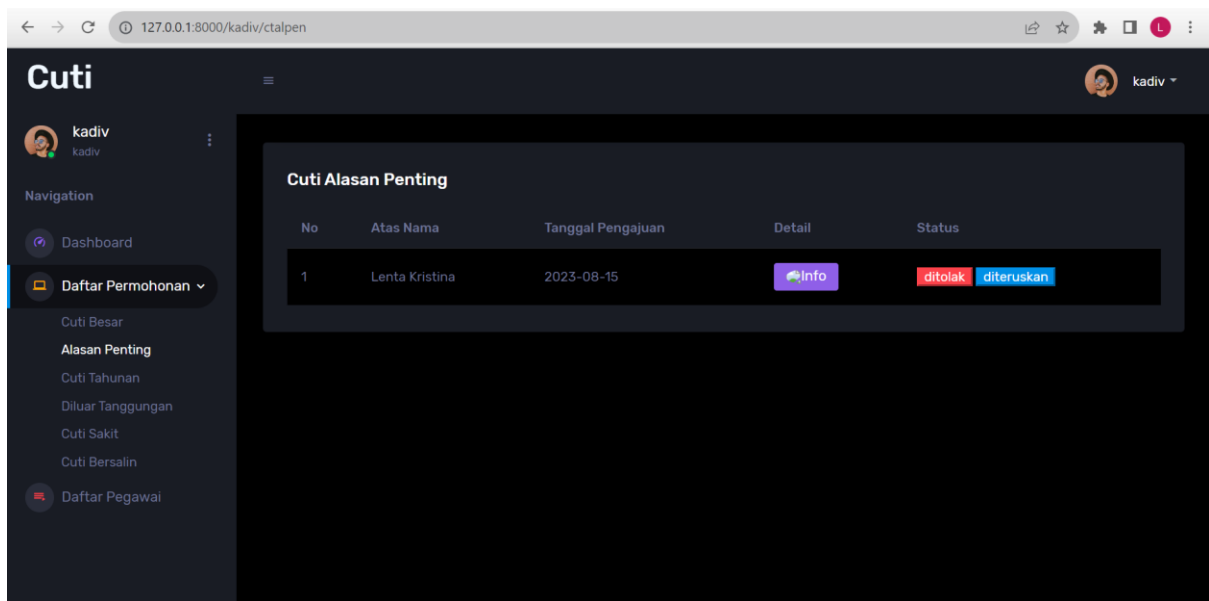 127.0.0.1:8000/kadiv/ctalpen
L
Cuti
kadiv
kadiv
kadiv
Navigation
Dashboard
Daftar Permohonan
Cuti Besar
Alasan Penting
Cuti Tahunan
Diluar Tanggungan
Cuti Sakit
Cuti Bersalin
Daftar Pegawai
Cuti Alasan Penting
No Atas Nama Tanggal Pengajuan Detail Status
1 Lenta Kristina 2023-08-15 Info ditolak diteruskan